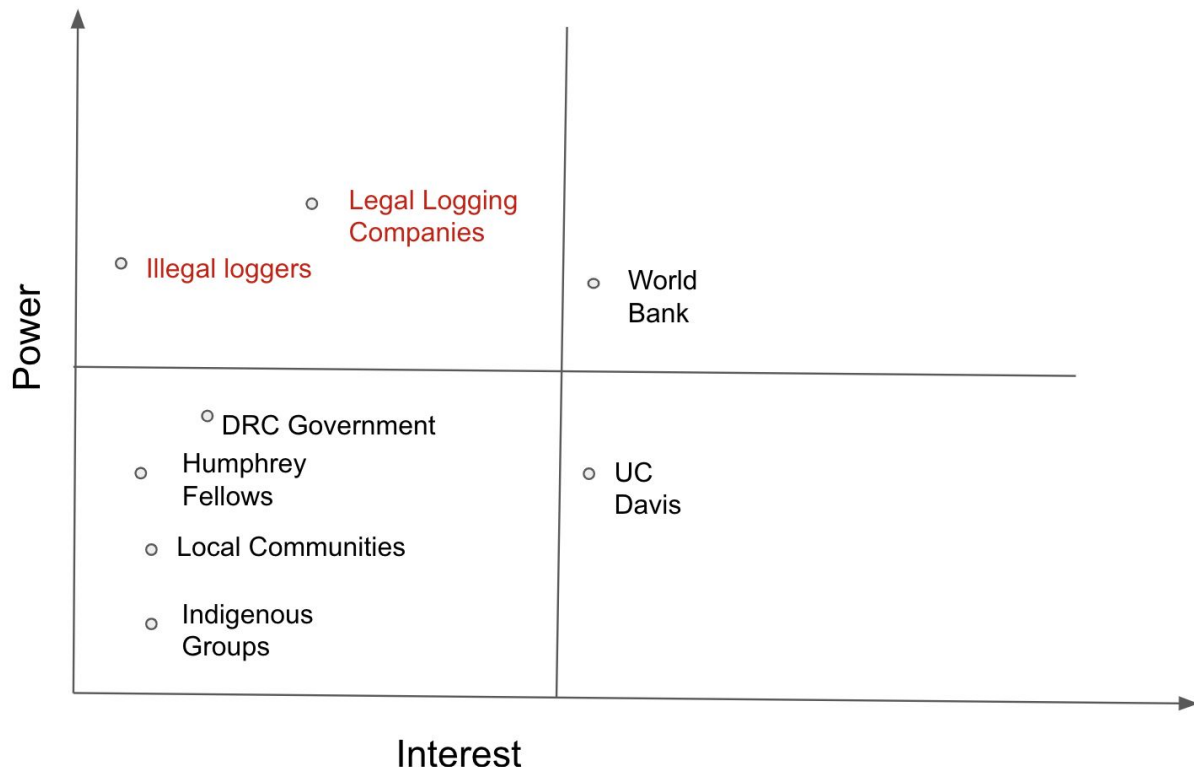 Legal Logging
Companies
Illegal loggers
World
Bank
Power
DRC Government
Humphrey
Fellows
UC
Davis
Local Communities
Indigenous
Groups
Interest